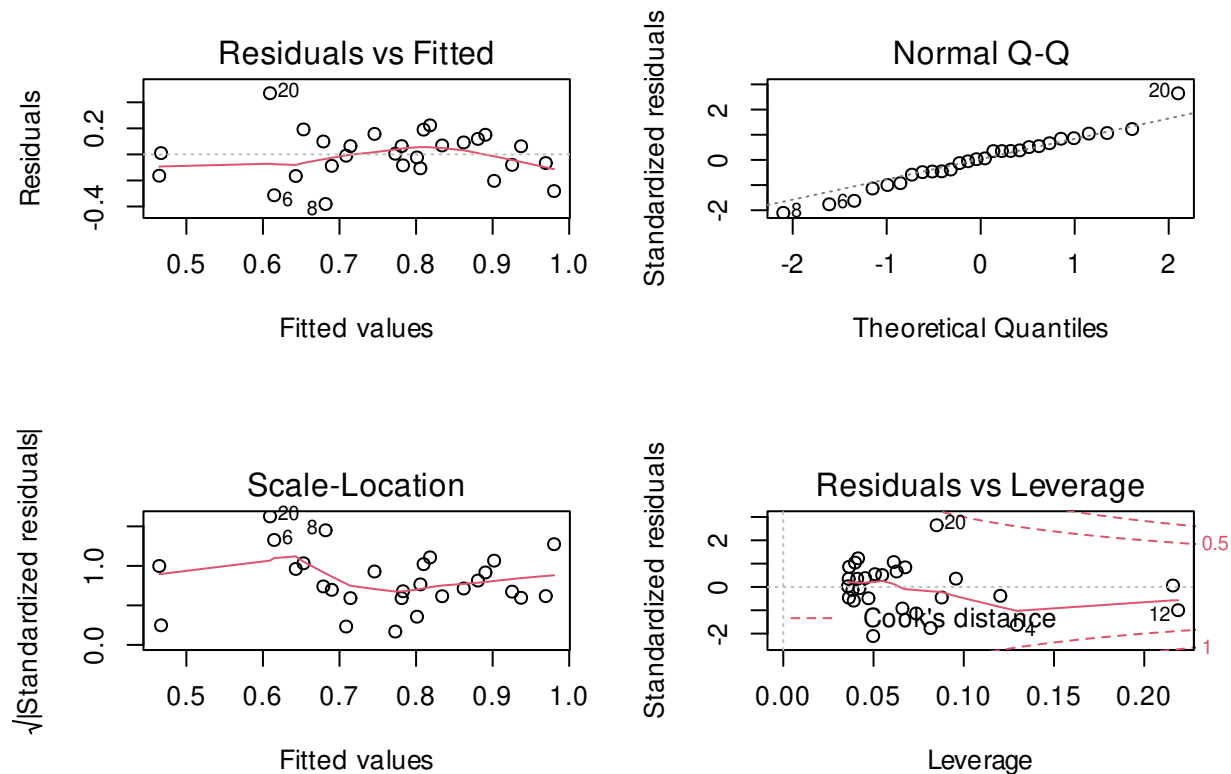 Residuals vs Fitted
Residuals
0.2
-0.4
20
6
8
0.5 0.6 0.7 0.8 0.9 1.0
Fitted values
Normal Q-Q
Standardized residuals
2
0
-2
20
6
8
-2 -1 0 1 2
Theoretical Quantiles
Scale-Location
√|Standardized residuals|
1.0
0.0
20
8
6
0.5 0.6 0.7 0.8 0.9 1.0
Fitted values
Residuals vs Leverage
Standardized residuals
2
0
-2
20
0.5
12
Cook's distance
4
1
0.00 0.05 0.10 0.15 0.20
Leverage